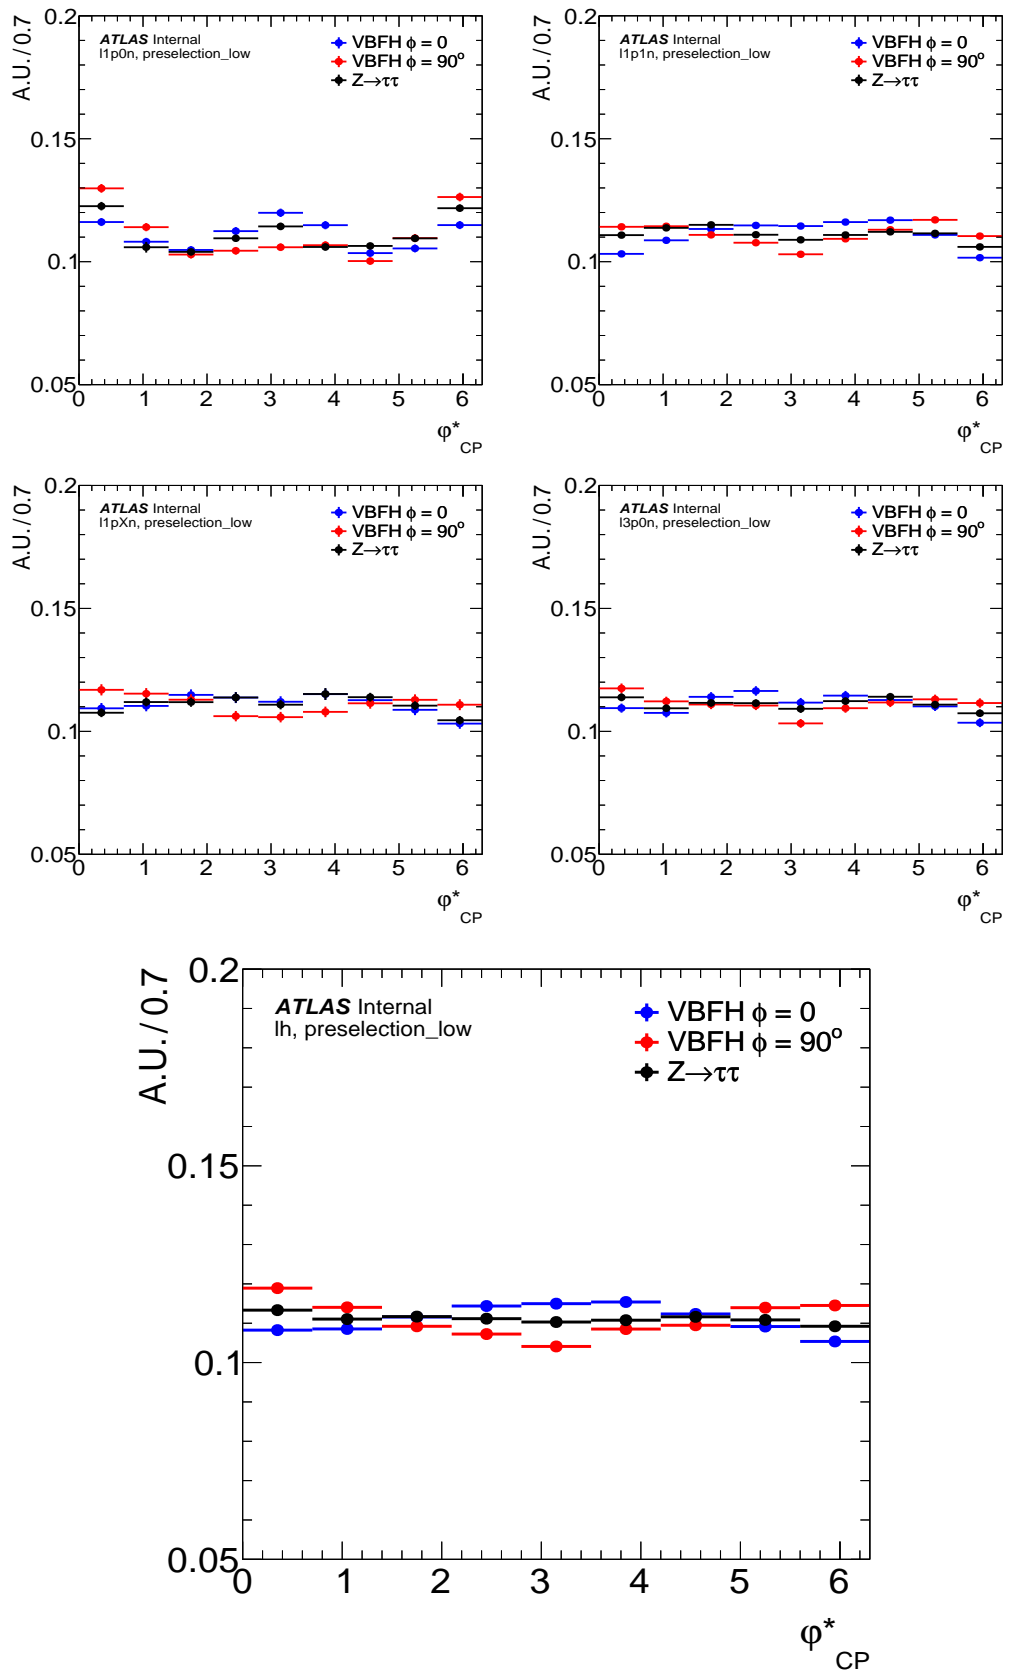 A.U. / 0.7
0.2
ATLAS Internal
l1p0n, preselection_low
VBFH ϕ = 0
VBFH ϕ = 90°
Z→ττ
0.15
0.1
0.05
0 1 2 3 4 5 6
φ*CP
A.U. / 0.7
0.2
ATLAS Internal
l1p1n, preselection_low
VBFH ϕ = 0
VBFH ϕ = 90°
Z→ττ
0.15
0.1
0.05
0 1 2 3 4 5 6
φ*CP
A.U. / 0.7
0.2
ATLAS Internal
l1pXn, preselection_low
VBFH ϕ = 0
VBFH ϕ = 90°
Z→ττ
0.15
0.1
0.05
0 1 2 3 4 5 6
φ*CP
A.U. / 0.7
0.2
ATLAS Internal
l3p0n, preselection_low
VBFH ϕ = 0
VBFH ϕ = 90°
Z→ττ
0.15
0.1
0.05
0 1 2 3 4 5 6
φ*CP
A.U. / 0.7
0.2
ATLAS Internal
lh, preselection_low
VBFH ϕ = 0
VBFH ϕ = 90°
Z→ττ
0.15
0.1
0.05
0 1 2 3 4 5 6
φ*CP